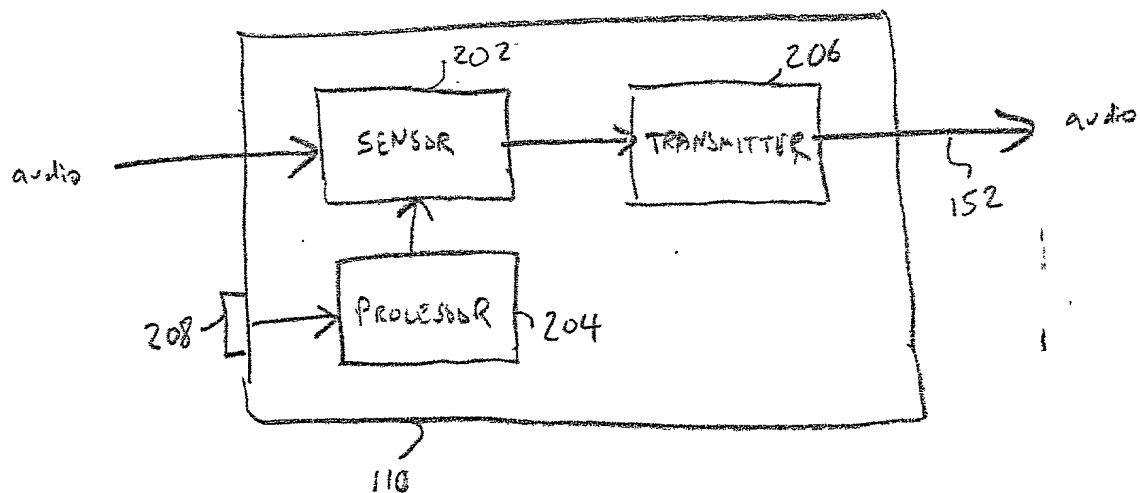 202
206
SENSOR
TRANSMITTER
audio
audio
152
PROCESSOR
208
204
110